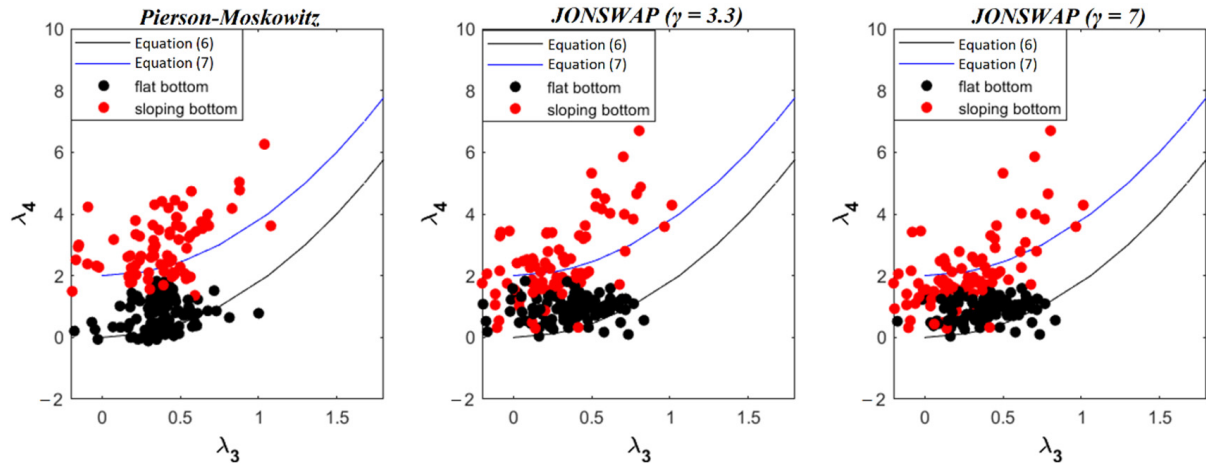 Pierson-Moskowitz
10
Equation (6)
Equation (7)
flat bottom
sloping bottom
8
6
4
2
0
−2
λ4
0
0.5
1
1.5
λ3
JONSWAP (γ = 3.3)
10
Equation (6)
Equation (7)
flat bottom
sloping bottom
8
6
4
2
0
−2
λ4
0
0.5
1
1.5
λ3
JONSWAP (γ = 7)
10
Equation (6)
Equation (7)
flat bottom
sloping bottom
8
6
4
2
0
−2
λ4
0
0.5
1
1.5
λ3